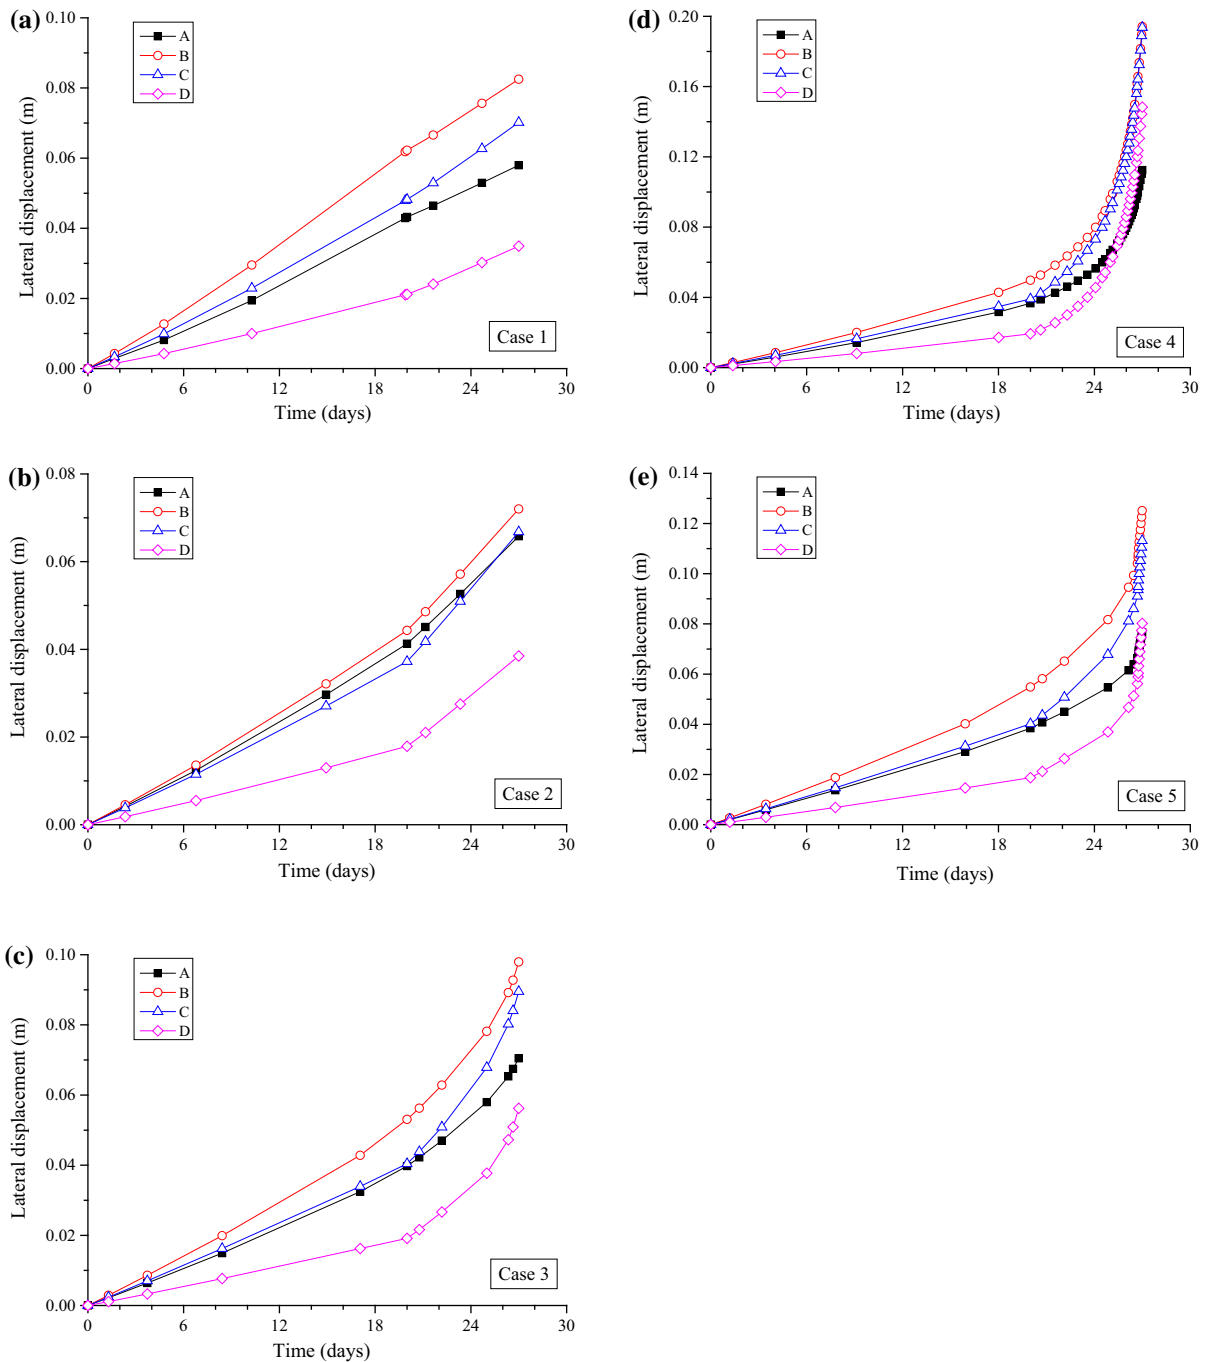 (a)
0.10
0.08
0.06
0.04
0.02
0.00
Lateral displacement (m)
A
B
C
D
Case 1
0 6 12 18 24 30
Time (days)
(b)
0.08
0.06
0.04
0.02
0.00
Lateral displacement (m)
A
B
C
D
Case 2
0 6 12 18 24 30
Time (days)
(c)
0.10
0.08
0.06
0.04
0.02
0.00
Lateral displacement (m)
A
B
C
D
Case 3
0 6 12 18 24 30
Time (days)
(d)
0.20
0.16
0.12
0.08
0.04
0.00
Lateral displacement (m)
A
B
C
D
Case 4
0 6 12 18 24 30
Time (days)
(e)
0.14
0.12
0.10
0.08
0.06
0.04
0.02
0.00
Lateral displacement (m)
A
B
C
D
Case 5
0 6 12 18 24 30
Time (days)